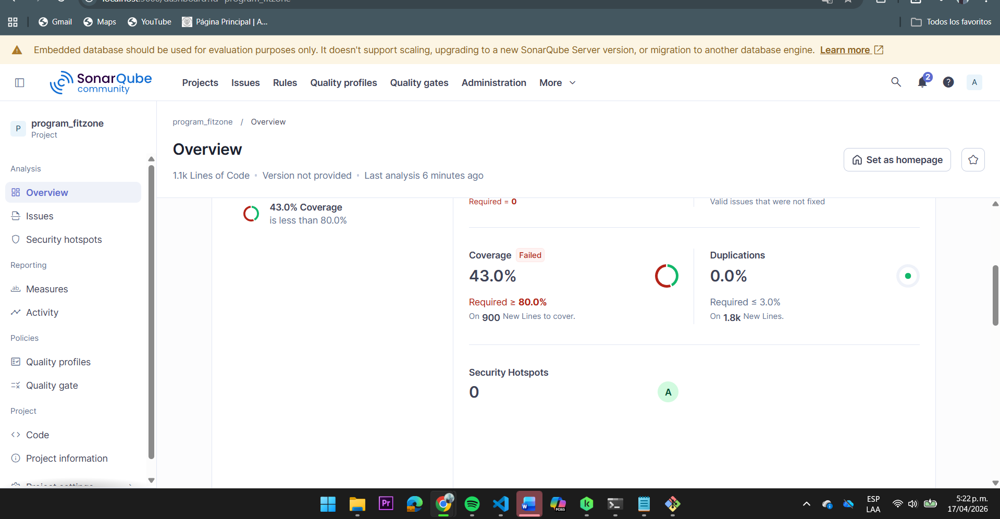 Gmail
Maps
YouTube
Página Principal | A...
Todos los favoritos
Embedded database should be used for evaluation purposes only. It doesn't support scaling, upgrading to a new SonarQube Server version, or migration to another database engine. Learn more
SonarQube
community
Projects
Issues
Rules
Quality profiles
Quality gates
Administration
More
2
?
A
P
program_fitzone
Project
Analysis
Overview
Issues
Security hotspots
Reporting
ab.
Measures
Activity
Policies
Quality profiles
Quality gate
Project
Code
Project information
program_fitzone / Overview
Overview
1.1k Lines of Code • Version not provided • Last analysis 6 minutes ago
Set as homepage
43.0% Coverage
is less than 80.0%
Required = 0
Valid issues that were not fixed
Coverage Failed
43.0%
Required ≥ 80.0%
On 900 New Lines to cover.
Duplications
0.0%
Required ≤ 3.0%
On 1.8k New Lines.
Security Hotspots
0
A
Pr
W
M365
k
ESP
LAA
5:22 p. m.
17/04/2026